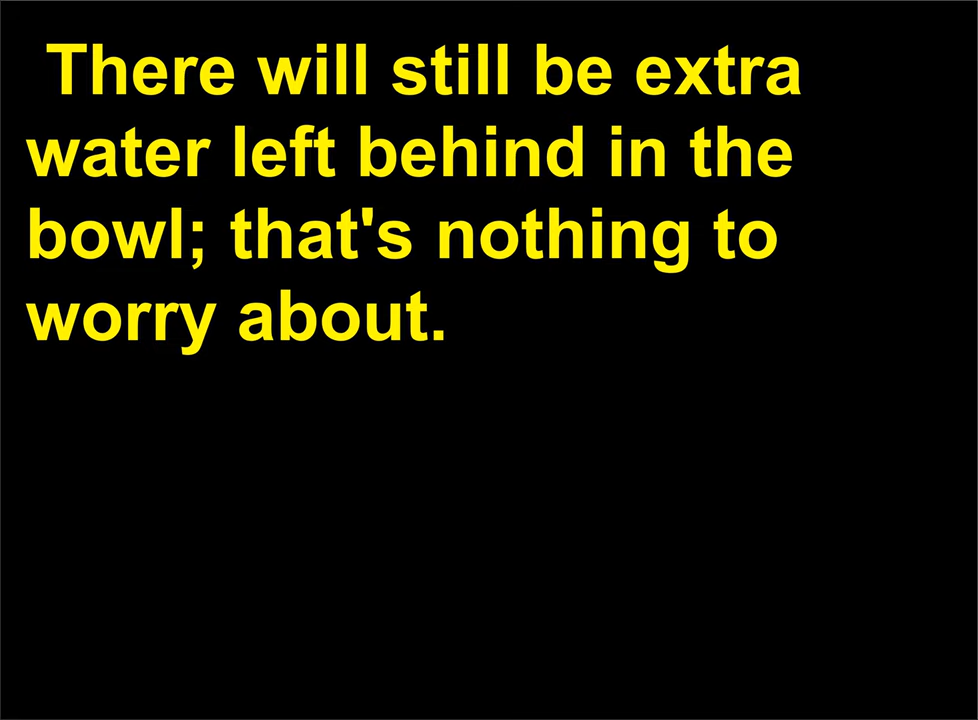 There will still be extra
water left behind in the
bowl; that's nothing to
worry about.